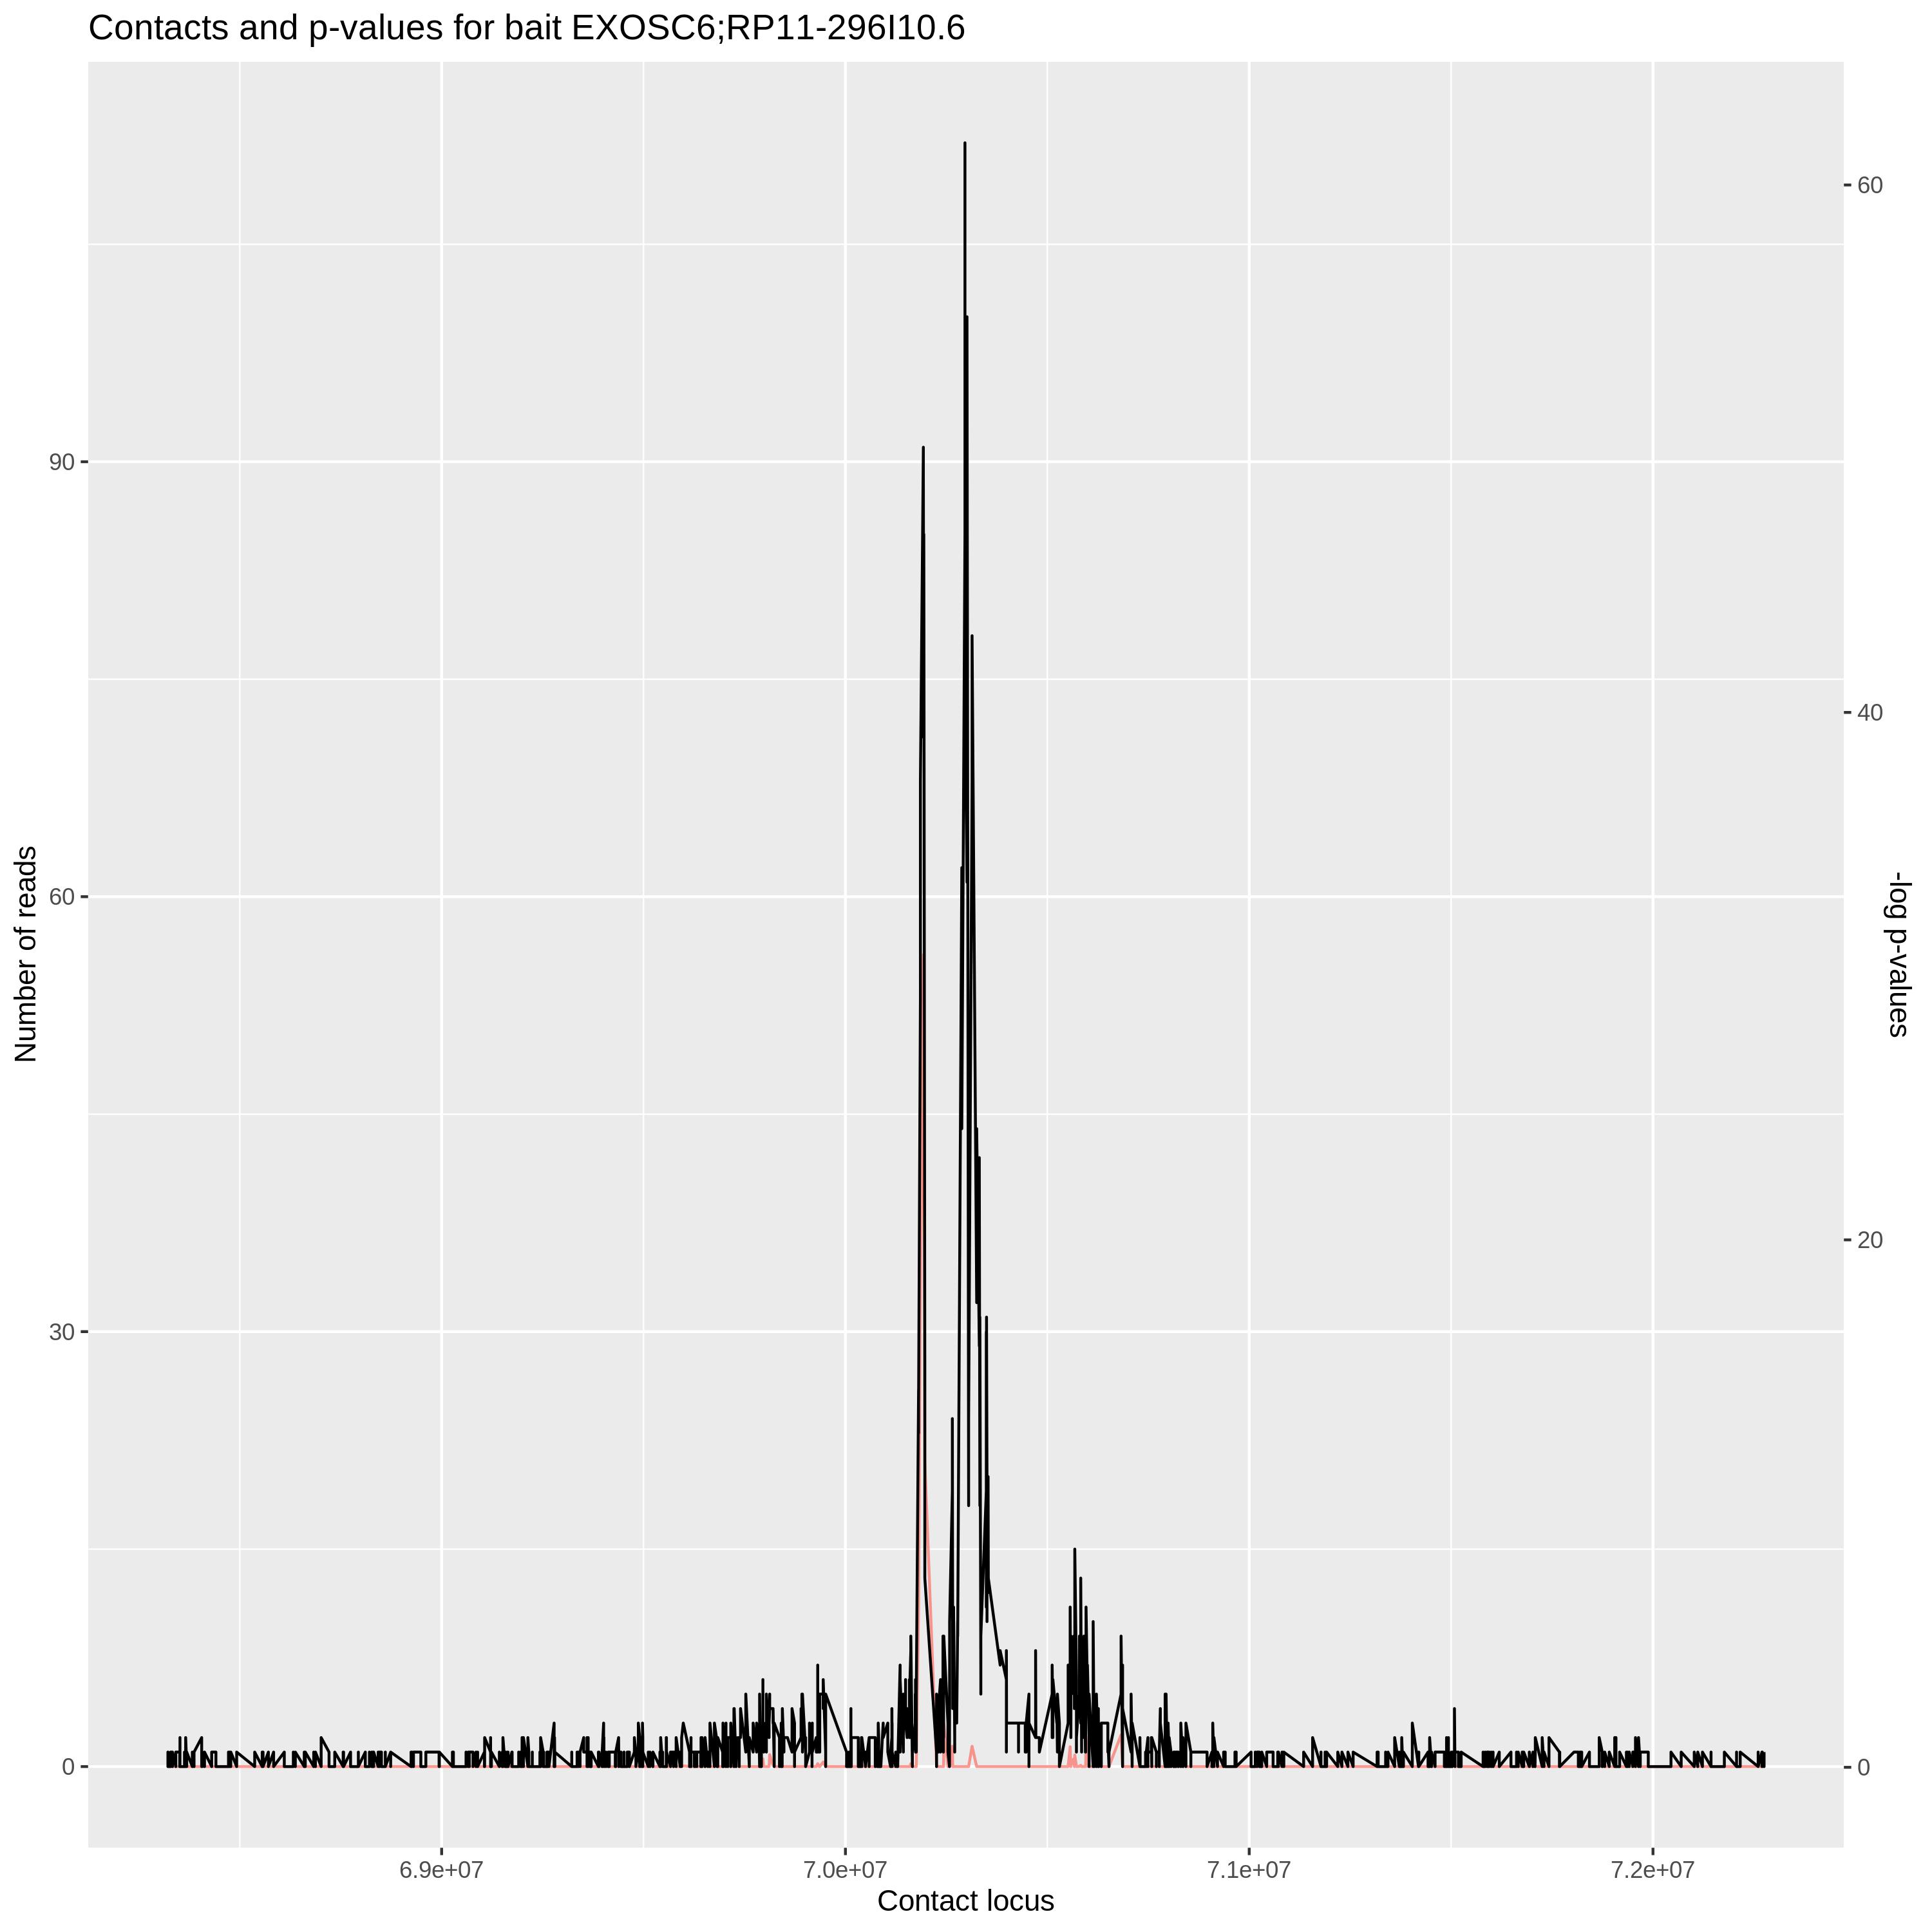 Contacts and p-values for bait EXOSC6;RP11-296I10.6
90
60
30
0
Number of reads
60
40
20
0
-log p-values
6.9e+07 7.0e+07 7.1e+07 7.2e+07
Contact locus